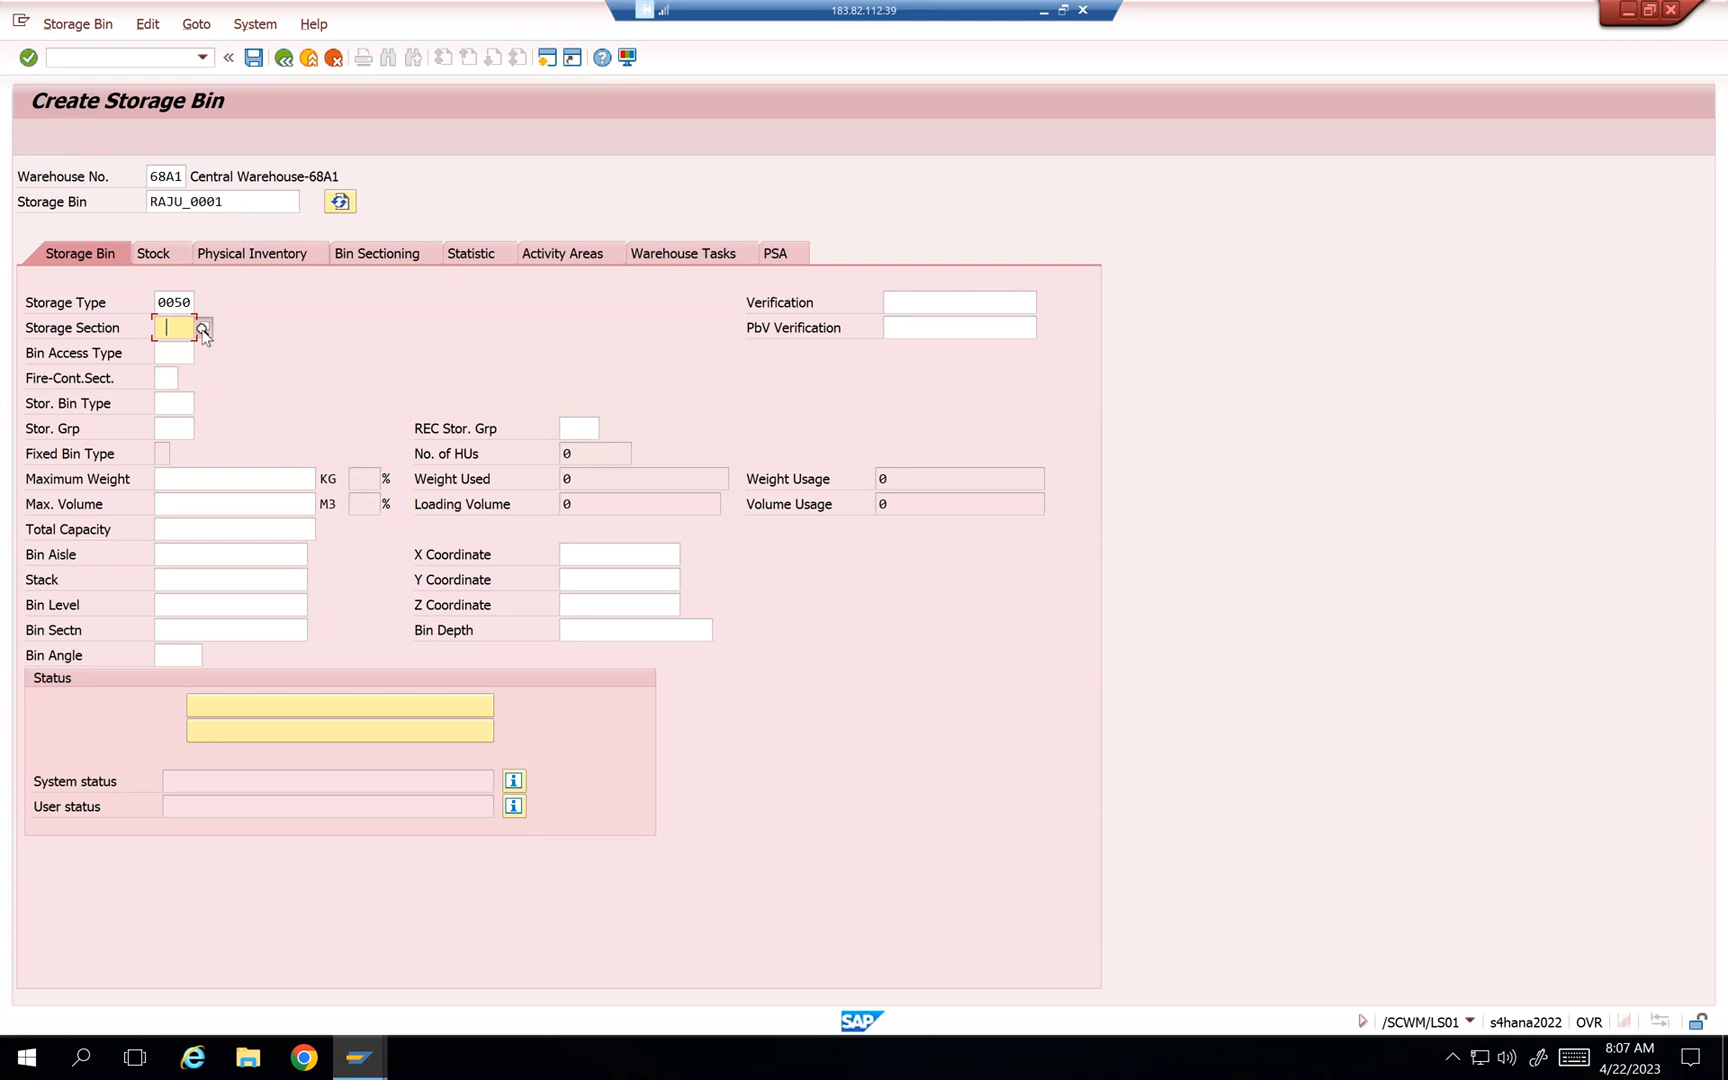 183.82.112.39
Storage Bin Edit Goto System Help
Create Storage Bin
Warehouse No. 68A1 Central Warehouse-68A1
Storage Bin RAJU_0001
Storage Bin Stock Physical Inventory Bin Sectioning Statistic Activity Areas Warehouse Tasks PSA
Storage Type 0050 Verification
Storage Section PbV Verification
Bin Access Type
Fire-Cont.Sect.
Stor. Bin Type
Stor. Grp REC Stor. Grp
Fixed Bin Type No. of HUs 0
Maximum Weight KG % Weight Used 0 Weight Usage 0
Max. Volume M3 % Loading Volume 0 Volume Usage 0
Total Capacity
Bin Aisle X Coordinate
Stack Y Coordinate
Bin Level Z Coordinate
Bin Sectn Bin Depth
Bin Angle
Status
System status
User status
SAP /SCWM/LS01 s4hana2022 OVR
8:07 AM
4/22/2023